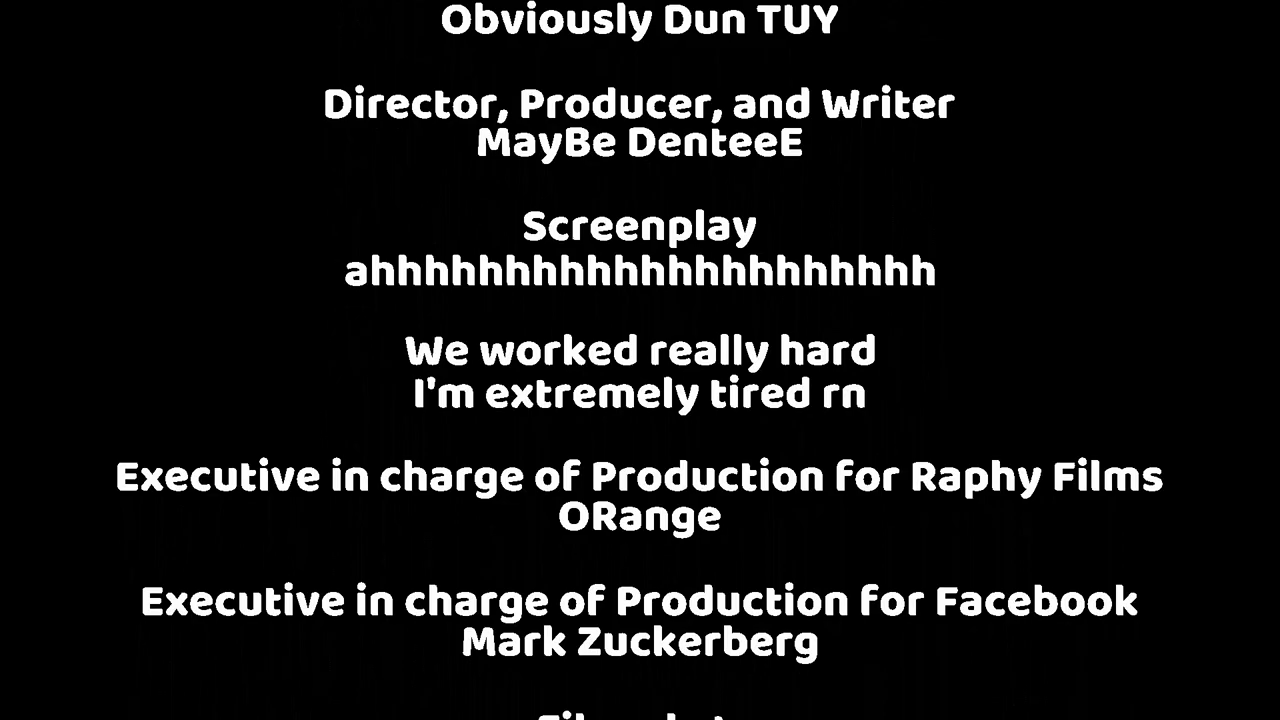 Obviously Dun TUY
Director, Producer, and Writer
MayBe DenteeE
Screenplay
ahhhhhhhhhhhhhhhhhhhhh
We worked really hard
I'm extremely tired rn
Executive in charge of Production for Raphy Films
ORange
Executive in charge of Production for Facebook
Mark Zuckerberg